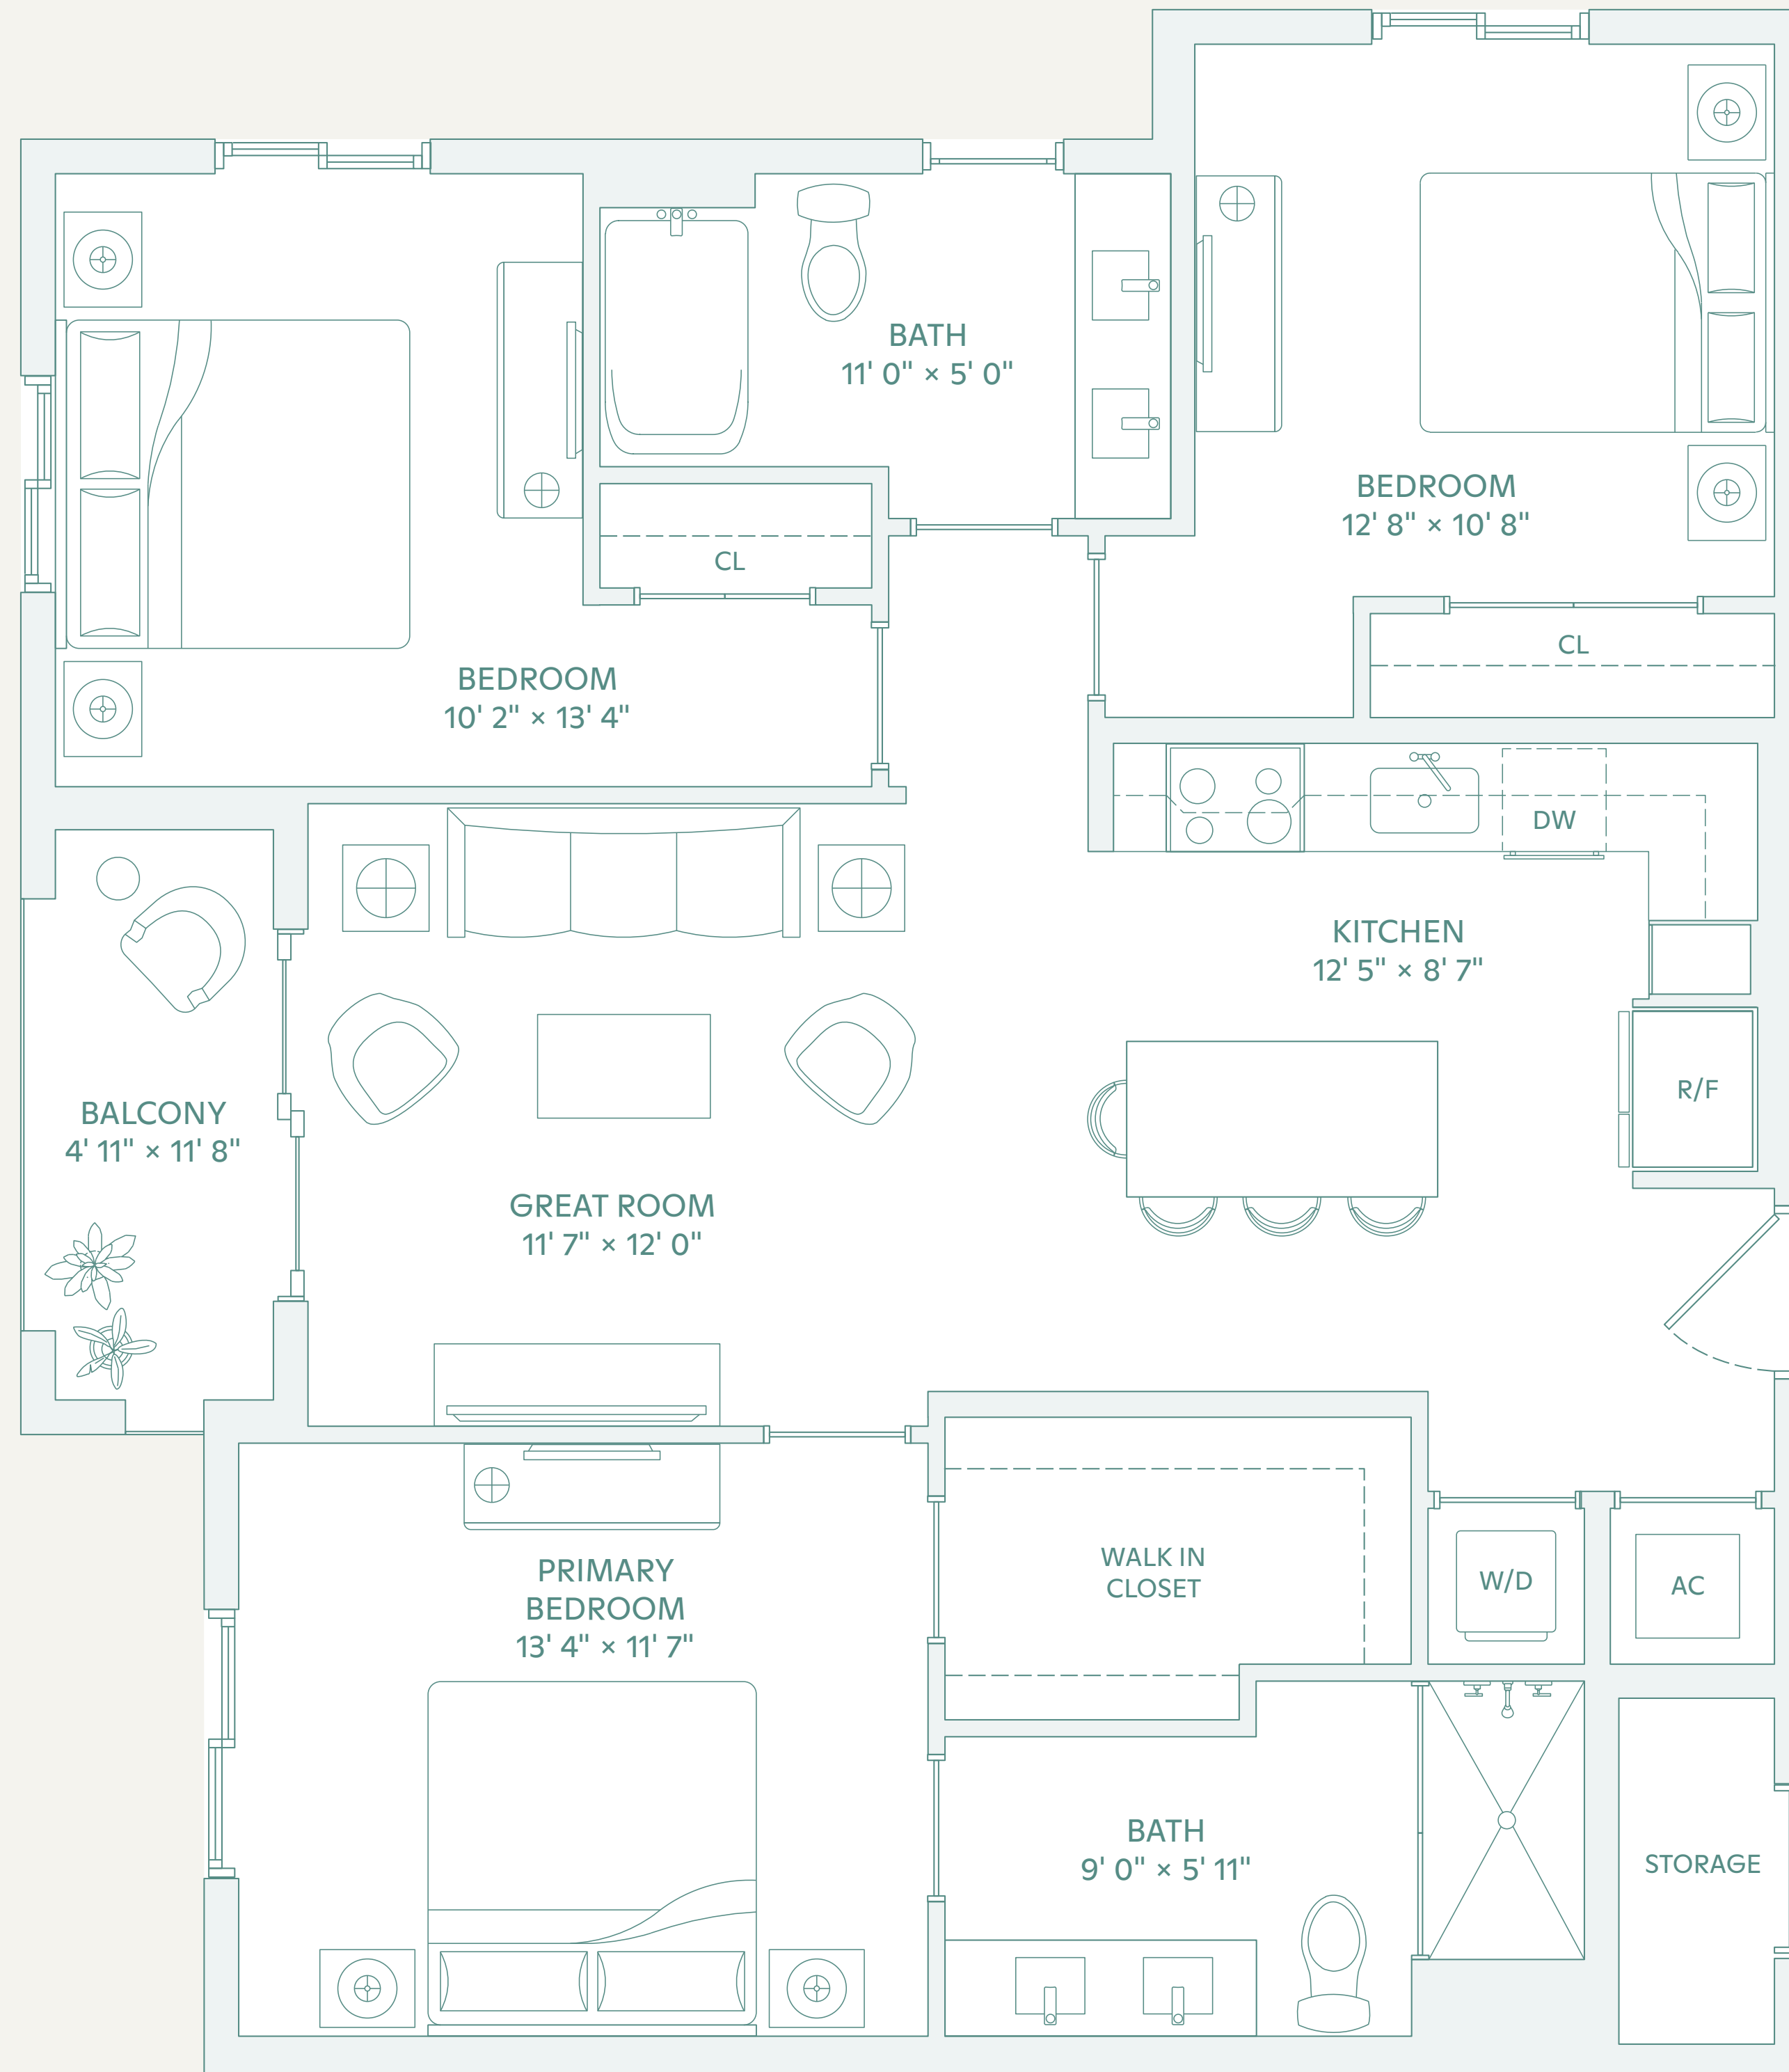 BATH
11' 0" × 5' 0"
BEDROOM
12' 8" × 10' 8"
CL
CL
BEDROOM
10' 2" × 13' 4"
DW
KITCHEN
12' 5" × 8' 7"
R/F
BALCONY
4' 11" × 11' 8"
GREAT ROOM
11' 7" × 12' 0"
PRIMARY
BEDROOM
13' 4" × 11' 7"
WALK IN
CLOSET
W/D
AC
BATH
9' 0" × 5' 11"
STORAGE